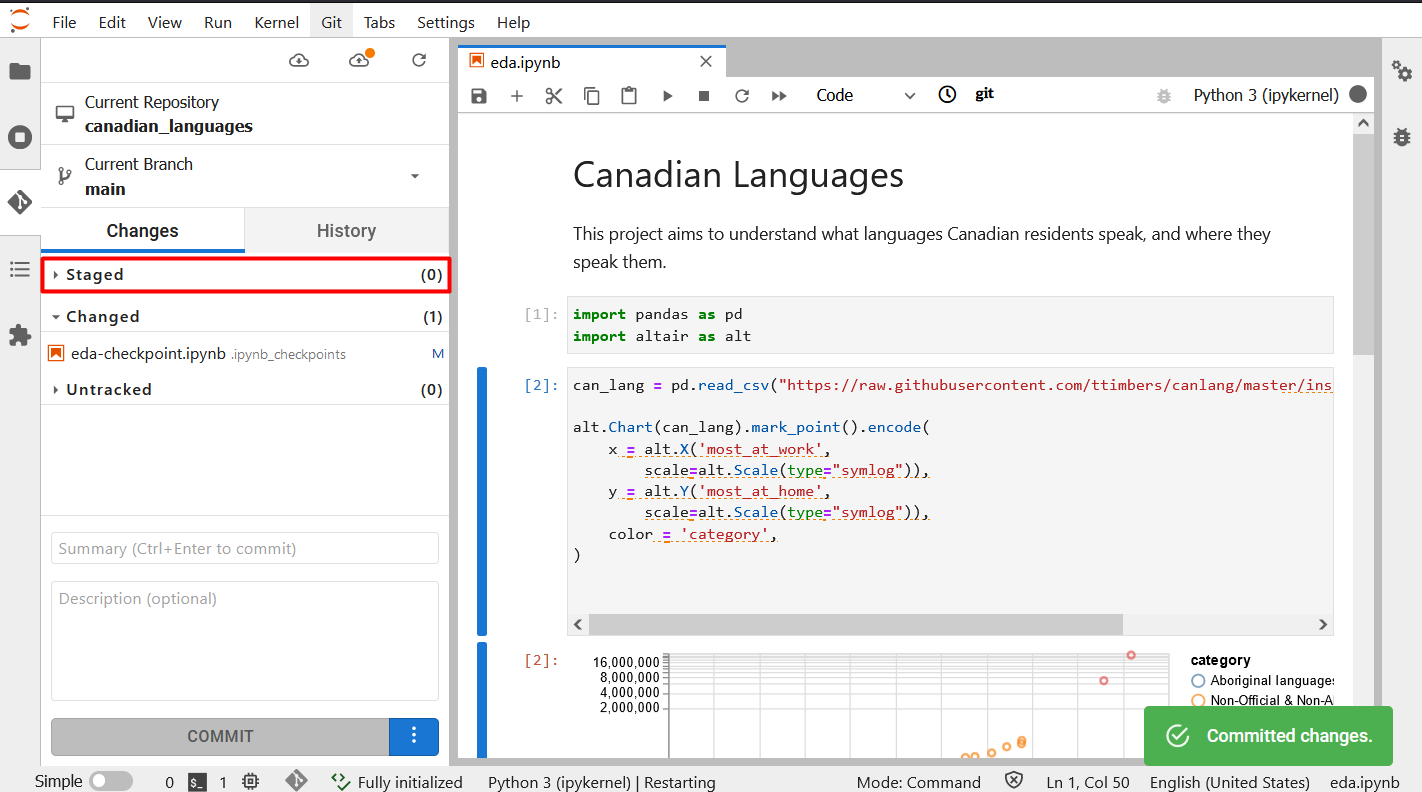 File Edit View Run Kernel Git Tabs Settings Help
Current Repository
canadian_languages
Current Branch
main
Changes History
Staged (0)
Changed (1)
eda-checkpoint.ipynb .ipynb_checkpoints M
Untracked (0)
Summary (Ctrl+Enter to commit)
Description (optional)
COMMIT
eda.ipynb
Code git Python 3 (ipykernel)
Canadian Languages
This project aims to understand what languages Canadian residents speak, and where they
speak them.
[1]: import pandas as pd
import altair as alt
[2]: can_lang = pd.read_csv("https://raw.githubusercontent.com/ttimbers/canlang/master/ins
alt.Chart(can_lang).mark_point().encode(
x = alt.X('most_at_work',
scale=alt.Scale(type="symlog")),
y = alt.Y('most_at_home',
scale=alt.Scale(type="symlog")),
color = 'category',
)
[2]:
16,000,000
8,000,000
4,000,000
2,000,000
category
Aboriginal languages
Non-Official & Non-A
Committed changes.
Simple 0 $_ 1 Fully initialized Python 3 (ipykernel) | Restarting Mode: Command Ln 1, Col 50 English (United States) eda.ipynb